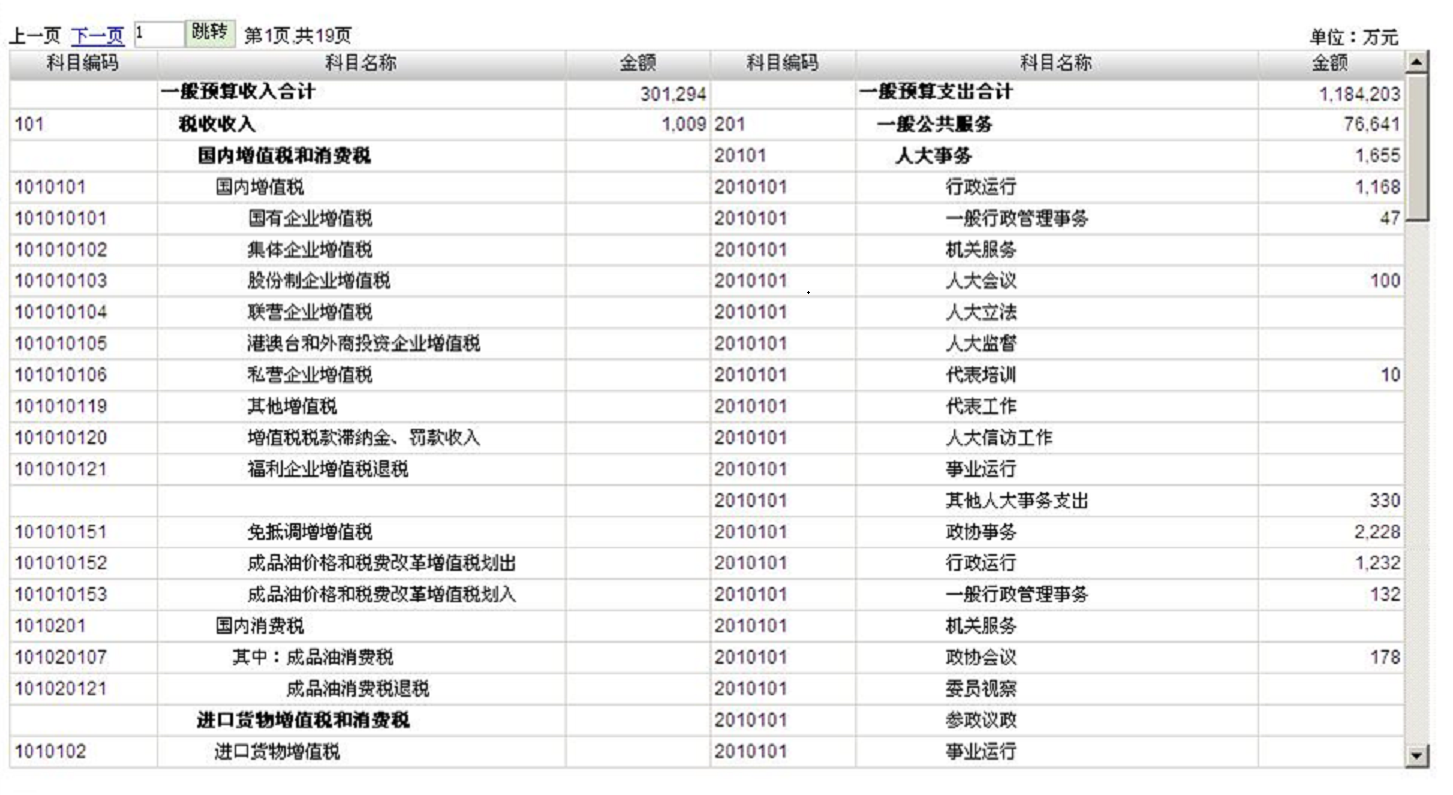 上一页 下一页 1 跳转 第1页,共19页 单位：万元
科目编码 科目名称 金额 科目编码 科目名称 金额
一般预算收入合计 301,294 一般预算支出合计 1,184,203
101 税收收入 1,009 201 一般公共服务 76,641
国内增值税和消费税 20101 人大事务 1,655
1010101 国内增值税 2010101 行政运行 1,168
101010101 国有企业增值税 2010101 一般行政管理事务 47
101010102 集体企业增值税 2010101 机关服务
101010103 股份制企业增值税 2010101 人大会议 100
101010104 联营企业增值税 2010101 人大立法
101010105 港澳台和外商投资企业增值税 2010101 人大监督
101010106 私营企业增值税 2010101 代表培训 10
101010119 其他增值税 2010101 代表工作
101010120 增值税税款滞纳金、罚款收入 2010101 人大信访工作
101010121 福利企业增值税退税 2010101 事业运行
2010101 其他人大事务支出 330
101010151 免抵调增增值税 2010101 政协事务 2,228
101010152 成品油价格和税费改革增值税划出 2010101 行政运行 1,232
101010153 成品油价格和税费改革增值税划入 2010101 一般行政管理事务 132
1010201 国内消费税 2010101 机关服务
101020107 其中：成品油消费税 2010101 政协会议 178
101020121 成品油消费税退税 2010101 委员视察
进口货物增值税和消费税 2010101 参政议政
1010102 进口货物增值税 2010101 事业运行